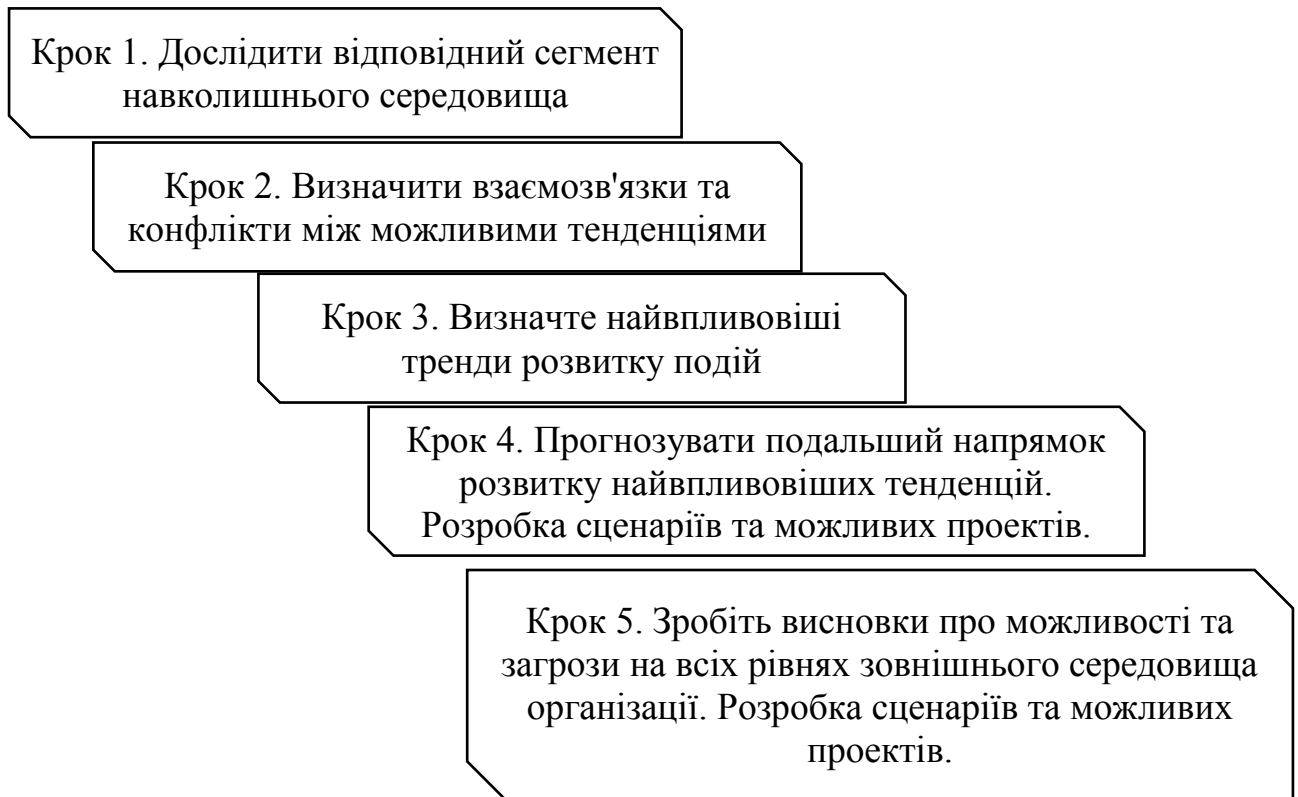 Крок 1. Дослідити відповідний сегмент
навколишнього середовища
Крок 2. Визначити взаємозв'язки та
конфлікти між можливими тенденціями
Крок 3. Визначте найвпливовіші
тренди розвитку подій
Крок 4. Прогнозувати подальший напрямок
розвитку найвпливовіших тенденцій.
Розробка сценаріїв та можливих проектів.
Крок 5. Зробіть висновки про можливості та
загрози на всіх рівнях зовнішнього середовища
організації. Розробка сценаріїв та можливих
проектів.